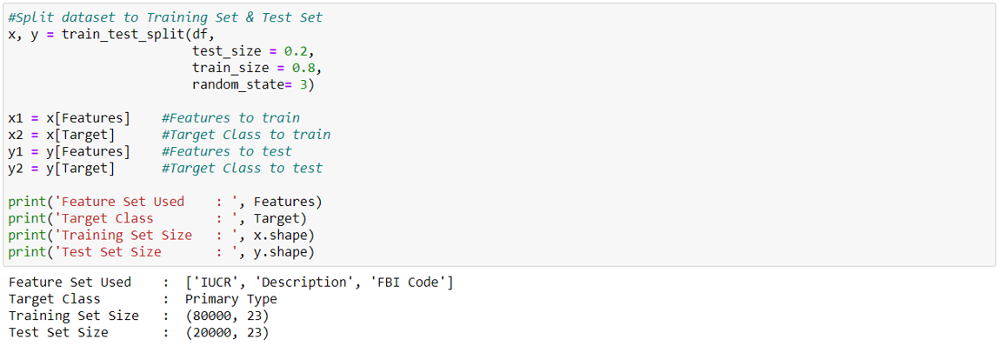 #Split dataset to Training Set & Test Set
x, y = train_test_split(df,
                        test_size = 0.2,
                        train_size = 0.8,
                        random_state= 3)
x1 = x[Features]    #Features to train
x2 = x[Target]      #Target Class to train
y1 = y[Features]    #Features to test
y2 = y[Target]      #Target Class to test
print('Feature Set Used    : ', Features)
print('Target Class        : ', Target)
print('Training Set Size   : ', x.shape)
print('Test Set Size       : ', y.shape)
Feature Set Used    :  ['IUCR', 'Description', 'FBI Code']
Target Class        :  Primary Type
Training Set Size   :  (80000, 23)
Test Set Size       :  (20000, 23)